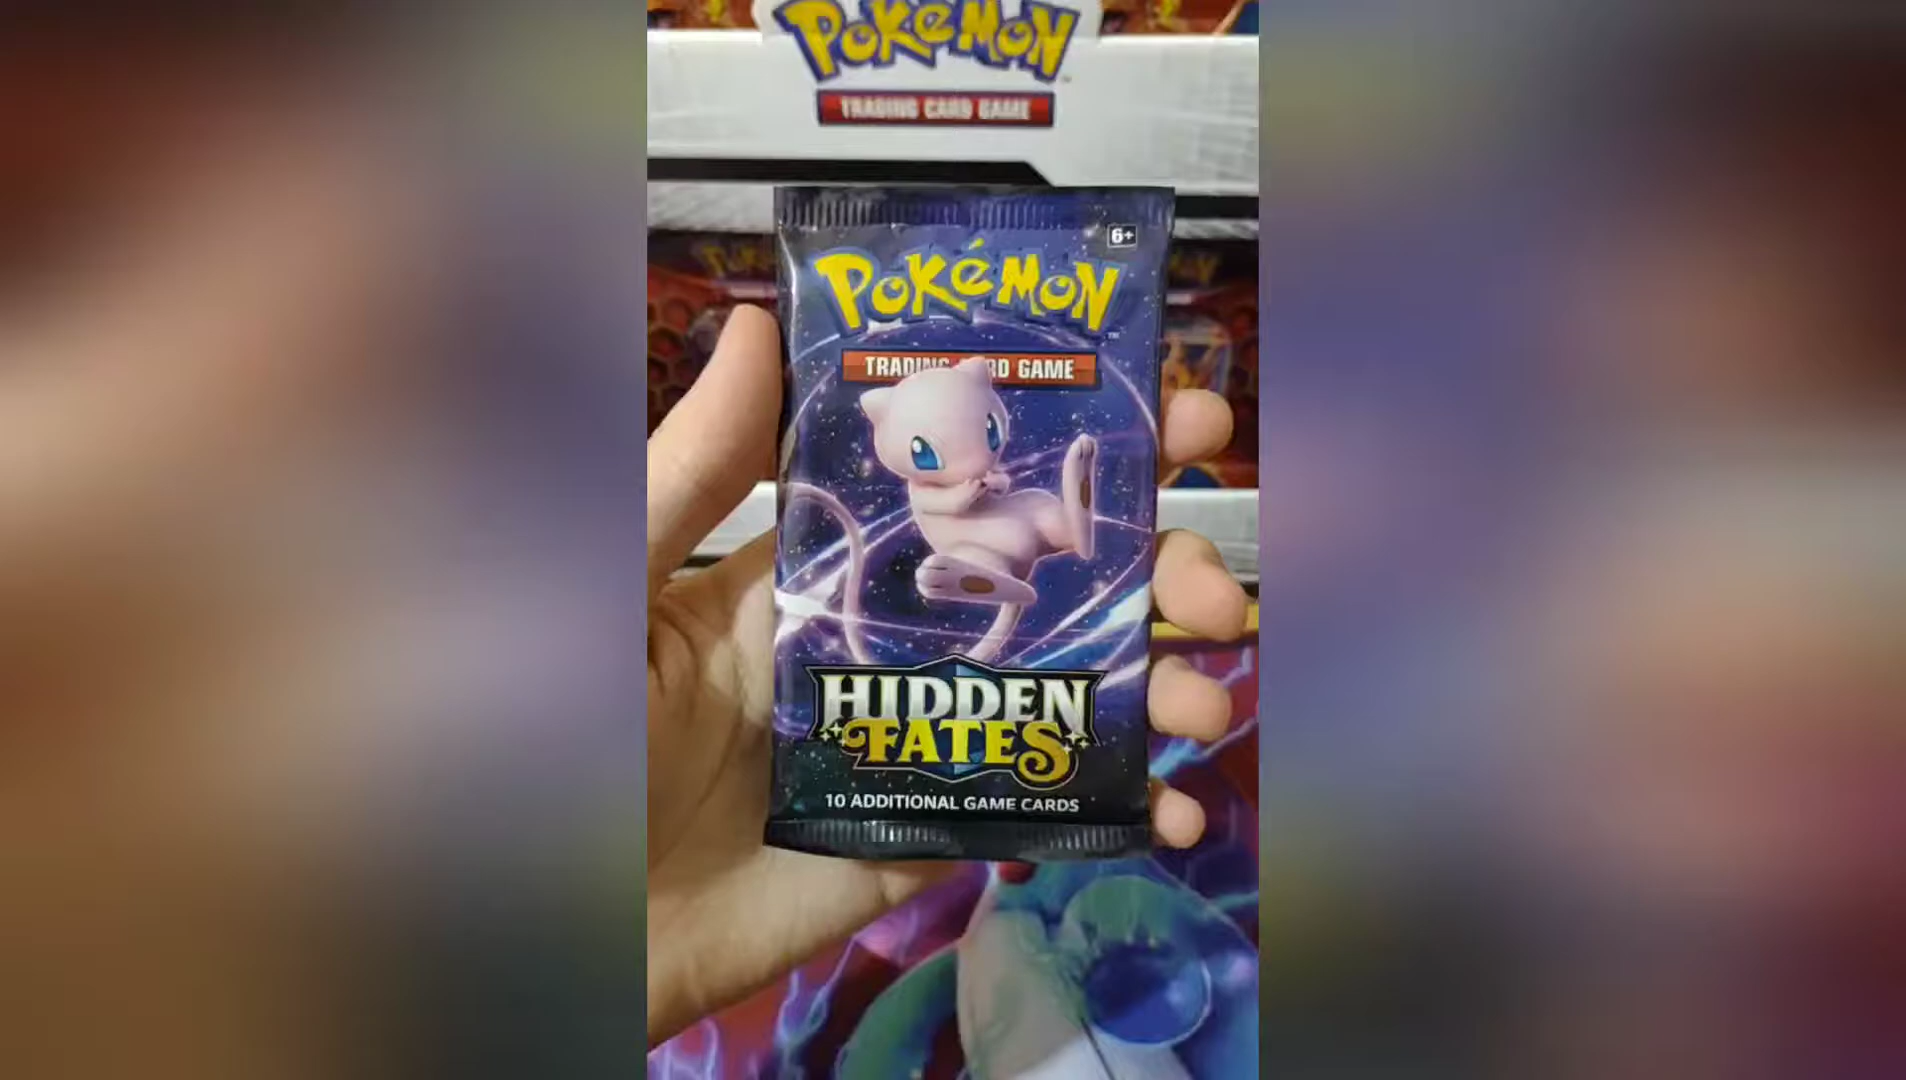 POKéMON
TRADING CARD GAME
6+
POKéMON
TRADING CARD GAME
HIDDEN
FATES
10 ADDITIONAL GAME CARDS